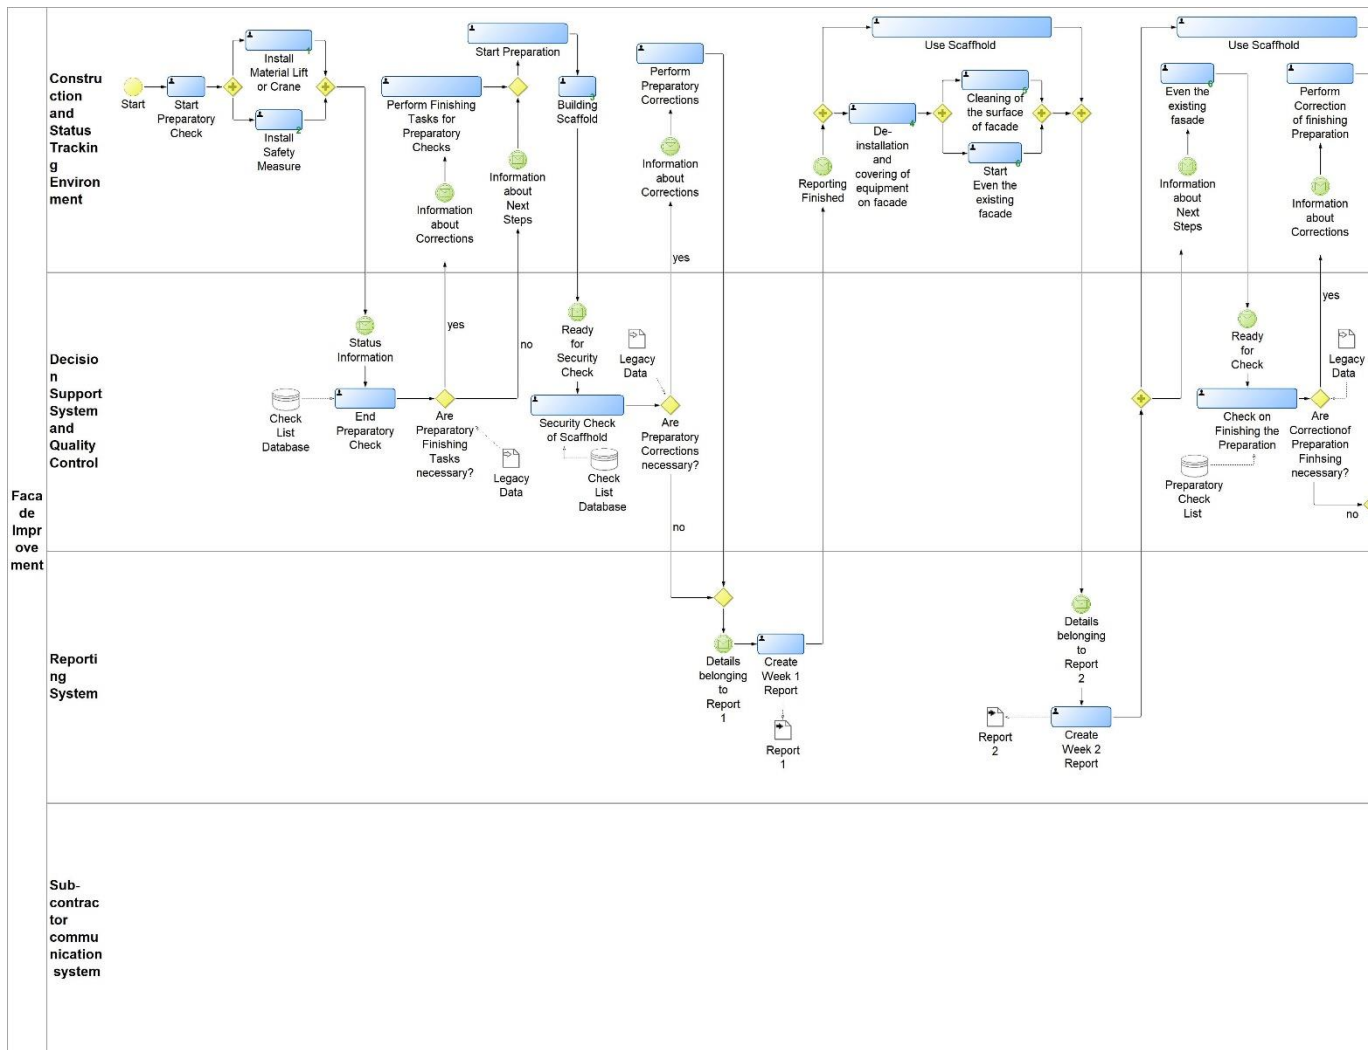 Faca
de
Impr
ove
ment
Constru
ction
and
Status
Trackin
g
Environ
ment
Start
Start
Preparatory
Check
1
Install
Material Lift
or Crane
2
Install
Safety
Measure
Perform Finishing
Tasks for
Preparatory
Checks
Information
about
Corrections
Start Preparation
Information
about
Next
Steps
3
Building
Scaffold
Perform
Preparatory
Corrections
Information
about
Corrections
yes
Reporting
Finished
Use Scaffhold
4
De-
installation
and
covering of
equipment
on facade
5
Cleaning of
the surface
of facade
6
Start
Even the
existing
facade
Use Scaffhold
6
Even the
existing
fasade
Information
about
Next
Steps
Perform
Correction
of finishing
Preparation
Information
about
Corrections
Decisio
n
Support
System
and
Quality
Control
Status
Information
Check
List
Database
End
Preparatory
Check
yes
no
Are
Preparatory
Finishing
Tasks
necessary?
Legacy
Data
Ready
for
Security
Check
Security Check
of Scaffhold
Check
List
Database
Legacy
Data
Are
Preparatory
Corrections
necessary?
no
Ready
for
Check
Check on
Finishing the
Preparation
Preparatory
Check
List
yes
Legacy
Data
Are
Correctionof
Preparation
Finhsing
necessary?
no
Reporti
ng
System
Details
belonging
to
Report
1
Create
Week 1
Report
Report
1
Details
belonging
to
Report
2
Report
2
Create
Week 2
Report
Sub-
contrac
tor
commu
nication
system